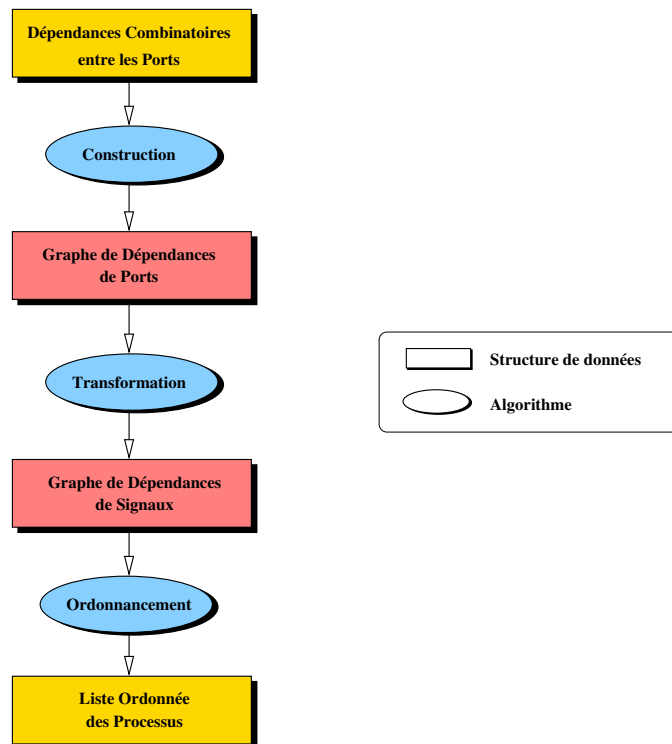 Dépendances Combinatoires
entre les Ports
Construction
Graphe de Dépendances
de Ports
Transformation
Graphe de Dépendances
de Signaux
Ordonnancement
Liste Ordonnée
des Processus
Structure de données
Algorithme